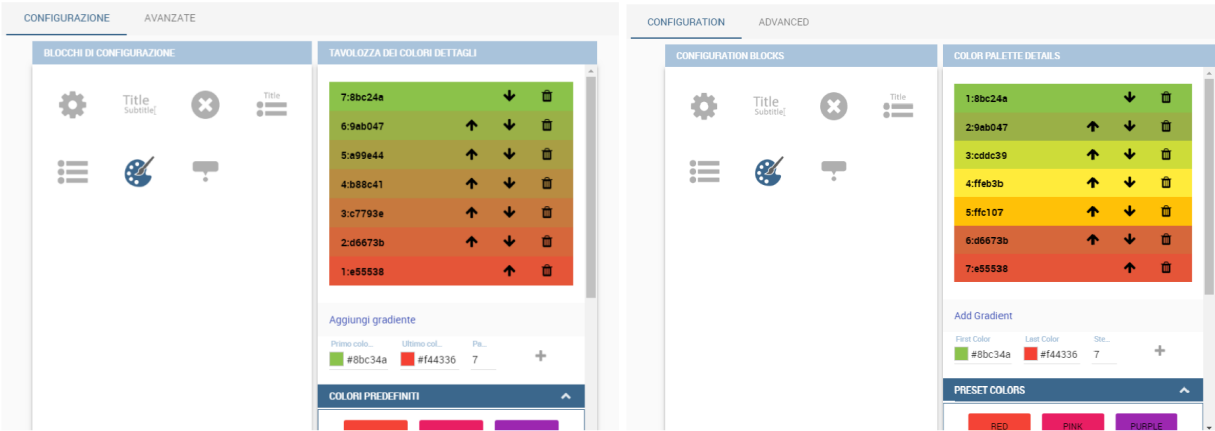 CONFIGURAZIONE AVANZATE
BLOCCHI DI CONFIGURAZIONE
Title
Subtitle
Title
TAVOLOZZA DEI COLORI DETTAGLI
7:8bc24a
6:9ab047
5:a99e44
4:b88c41
3:c7793e
2:d6673b
1:e55538
Aggiungi gradiente
Primo colo... Ultimo col... Pa...
#8bc34a #f44336 7
COLORI PREDEFINITI
CONFIGURATION ADVANCED
CONFIGURATION BLOCKS
Title
Subtitle
Title
COLOR PALETTE DETAILS
1:8bc24a
2:9ab047
3:cddc39
4:ffeb3b
5:ffc107
6:d6673b
7:e55538
Add Gradient
First Color Last Color Ste...
#8bc34a #f44336 7
PRESET COLORS
RED PINK PURPLE